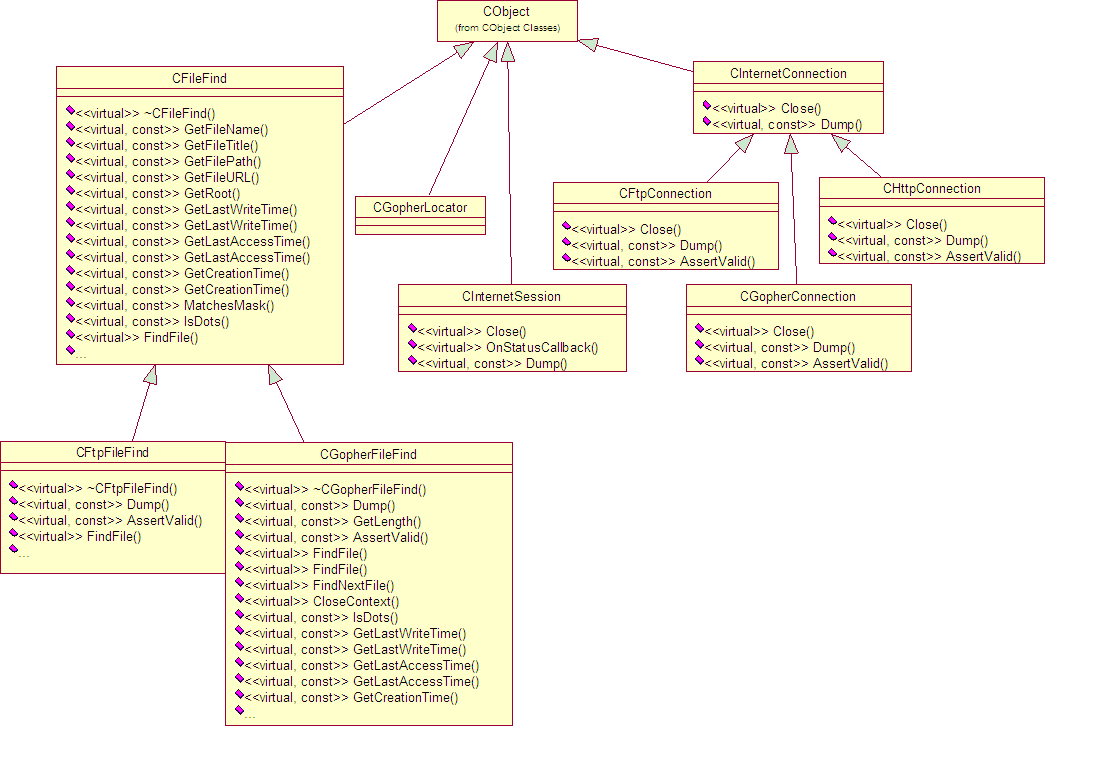 CObject
(from CObject Classes)
CFileFind
<<virtual>> ~CFileFind()
<<virtual, const>> GetFileName()
<<virtual, const>> GetFileTitle()
<<virtual, const>> GetFilePath()
<<virtual, const>> GetFileURL()
<<virtual, const>> GetRoot()
<<virtual, const>> GetLastWriteTime()
<<virtual, const>> GetLastWriteTime()
<<virtual, const>> GetLastAccessTime()
<<virtual, const>> GetLastAccessTime()
<<virtual, const>> GetCreationTime()
<<virtual, const>> GetCreationTime()
<<virtual, const>> MatchesMask()
<<virtual, const>> IsDots()
<<virtual>> FindFile()
...
CInternetConnection
<<virtual>> Close()
<<virtual, const>> Dump()
CGopherLocator
CFtpConnection
<<virtual>> Close()
<<virtual, const>> Dump()
<<virtual, const>> AssertValid()
CHttpConnection
<<virtual>> Close()
<<virtual, const>> Dump()
<<virtual, const>> AssertValid()
CInternetSession
<<virtual>> Close()
<<virtual>> OnStatusCallback()
<<virtual, const>> Dump()
CGopherConnection
<<virtual>> Close()
<<virtual, const>> Dump()
<<virtual, const>> AssertValid()
CFtpFileFind
<<virtual>> ~CFtpFileFind()
<<virtual, const>> Dump()
<<virtual, const>> AssertValid()
<<virtual>> FindFile()
...
CGopherFileFind
<<virtual>> ~CGopherFileFind()
<<virtual, const>> Dump()
<<virtual, const>> GetLength()
<<virtual, const>> AssertValid()
<<virtual>> FindFile()
<<virtual>> FindFile()
<<virtual>> FindNextFile()
<<virtual>> CloseContext()
<<virtual, const>> IsDots()
<<virtual, const>> GetLastWriteTime()
<<virtual, const>> GetLastWriteTime()
<<virtual, const>> GetLastAccessTime()
<<virtual, const>> GetLastAccessTime()
<<virtual, const>> GetCreationTime()
...